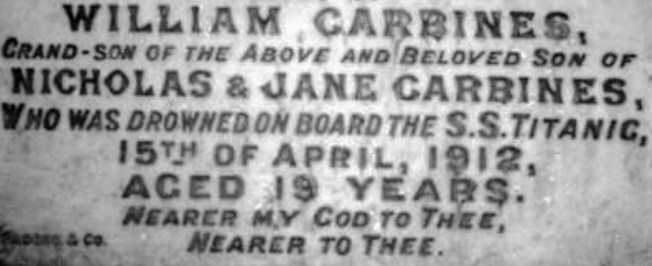 WILLIAM CARBINES,
GRAND-SON OF THE ABOVE AND BELOVED SON OF
NICHOLAS & JANE CARBINES,
WHO WAS DROWNED ON BOARD THE S.S. TITANIC,
15TH OF APRIL, 1912,
AGED 19 YEARS.
NEARER MY GOD TO THEE,
& Co.
NEARER TO THEE.